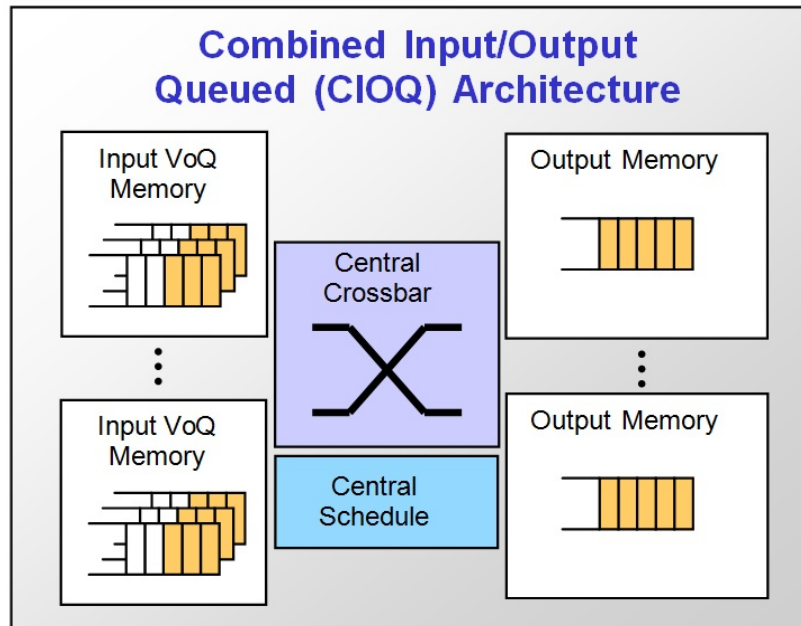 Combined Input/Output
Queued (CIOQ) Architecture
Input VoQ
Memory
Output Memory
Central
Crossbar
Input VoQ
Memory
Output Memory
Central
Schedule